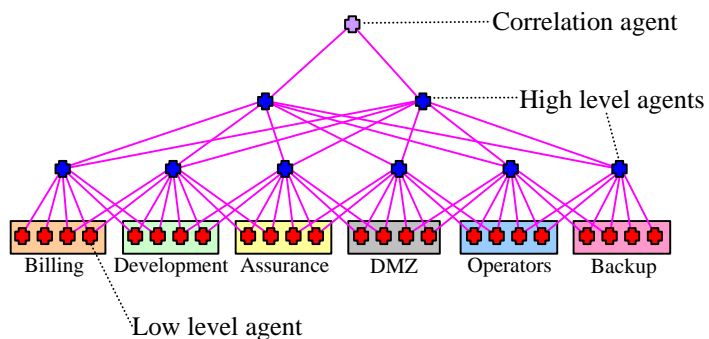 Correlation agent
High level agents
Billing
Development
Assurance
DMZ
Operators
Backup
Low level agent